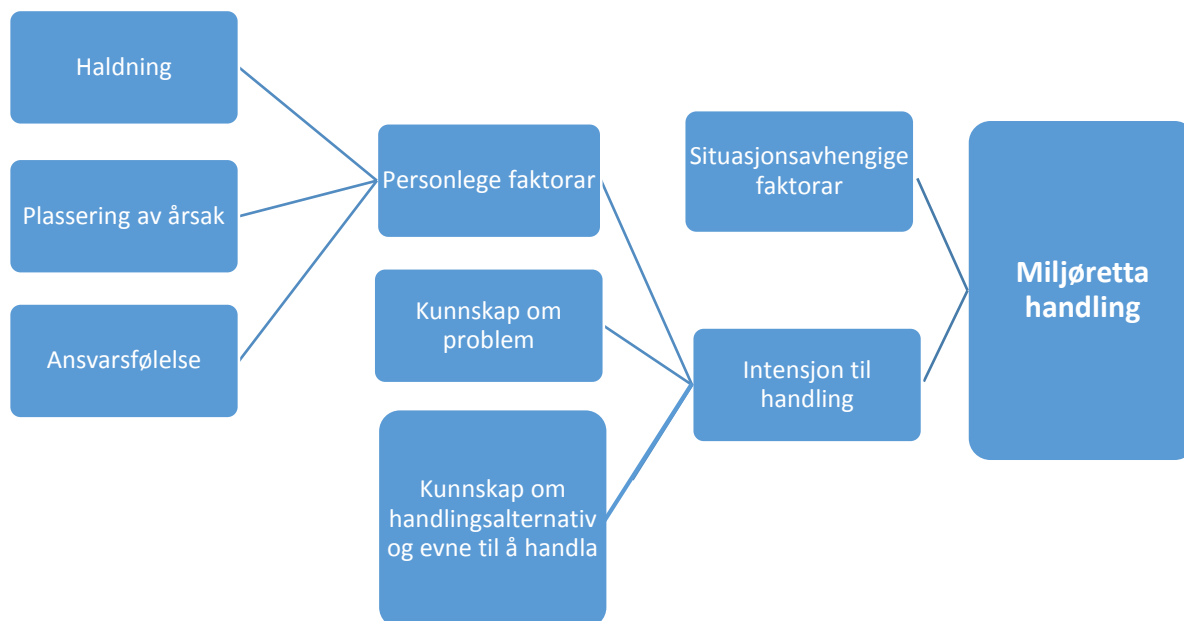 Haldning
Plassering av årsak
Ansvarsfølelse
Personlege faktorar
Kunnskap om
problem
Kunnskap om
handlingsalternativ
og evne til å handla
Situasjonsavhengige
faktorar
Intensjon til
handling
Miljøretta
handling